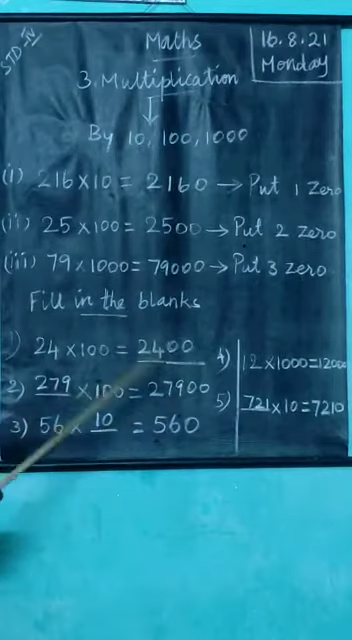 STD: IV
Maths
16.8.21
Monday
3. Multiplication
By 10, 100, 1000
(i) 216 × 10 = 2160 → Put 1 Zero
(ii) 25 × 100 = 2500 → Put 2 zero
(iii) 79 × 1000 = 79000 → Put 3 zero
Fill in the blanks
1) 24 × 100 = 2400
2) 279 × 100 = 27900
3) 56 × 10 = 560
4) 12 × 1000 = 12000
5) 721 × 10 = 7210